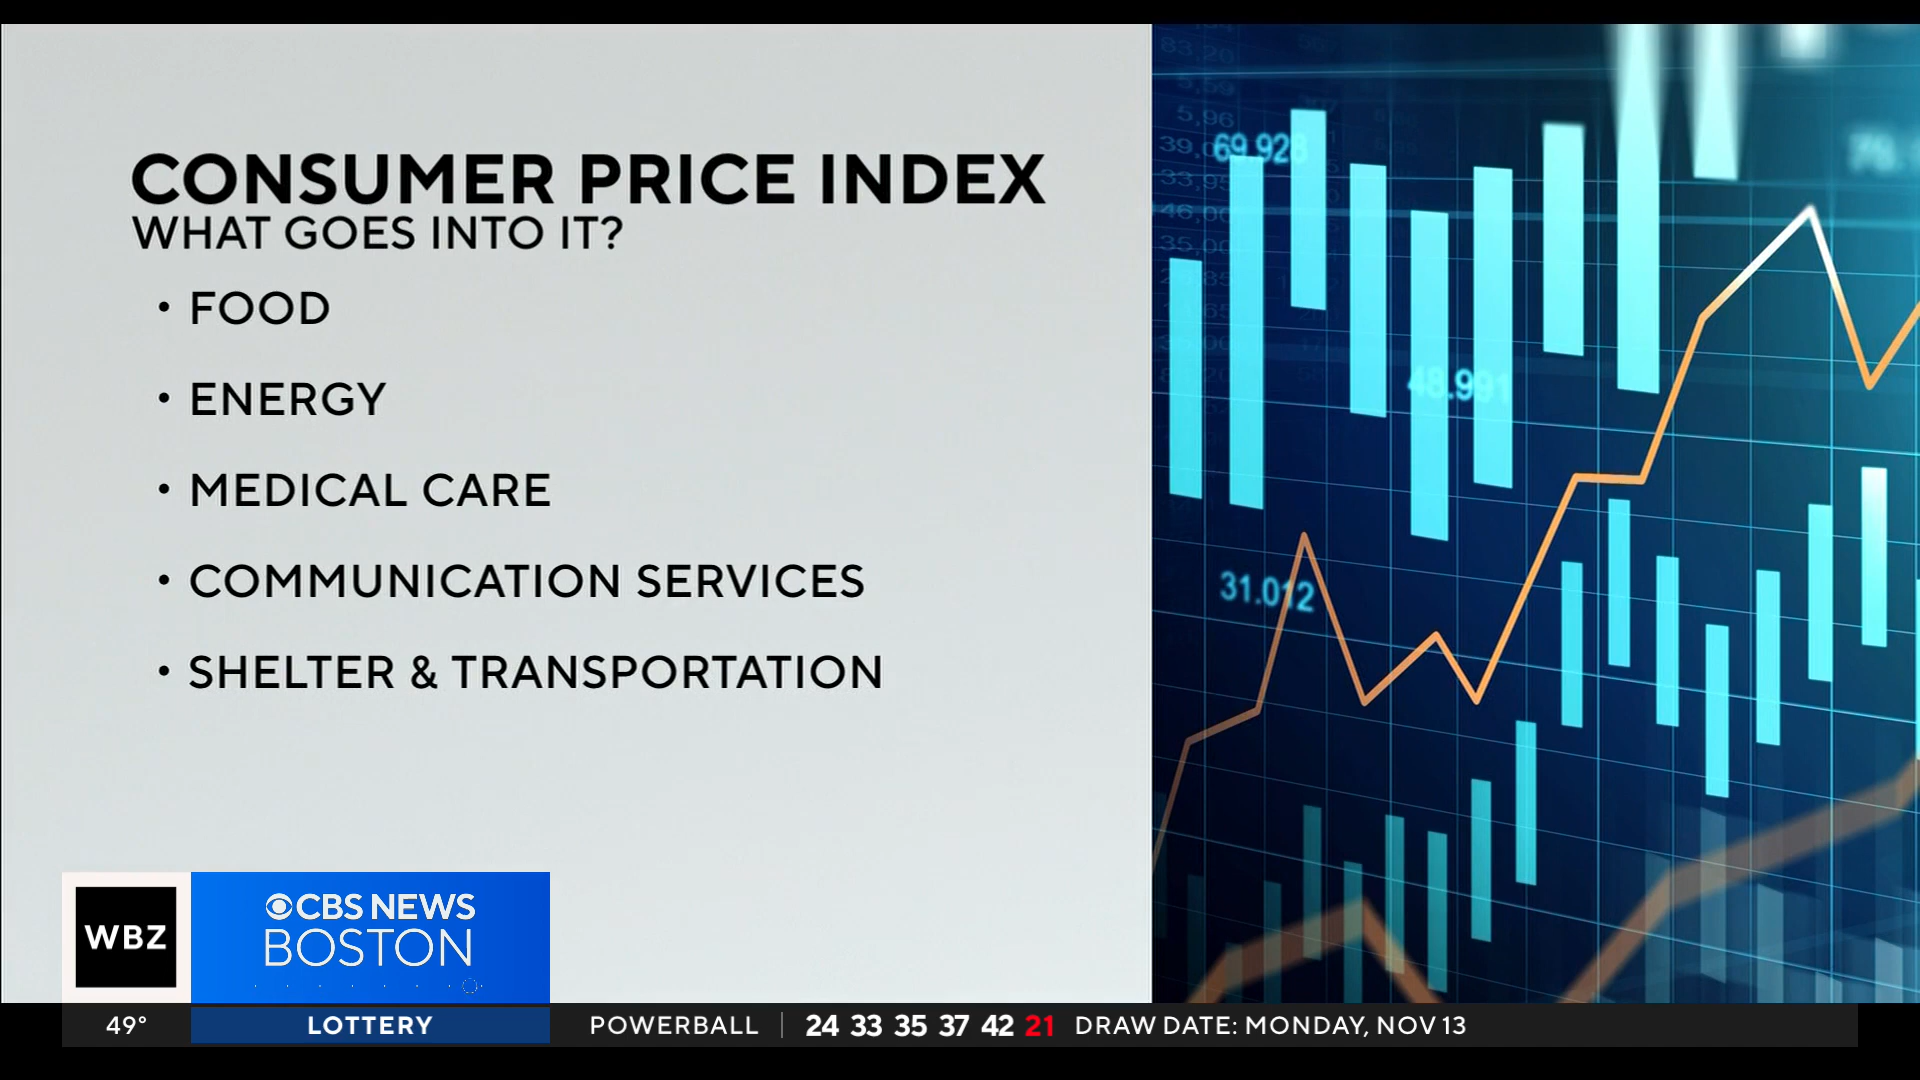 CONSUMER PRICE INDEX
WHAT GOES INTO IT?
• FOOD
• ENERGY
• MEDICAL CARE
• COMMUNICATION SERVICES
• SHELTER & TRANSPORTATION
69.928
48.991
31.012
WBZ
CBS NEWS
BOSTON
49°
LOTTERY
POWERBALL | 24 33 35 37 42 21 DRAW DATE: MONDAY, NOV 13